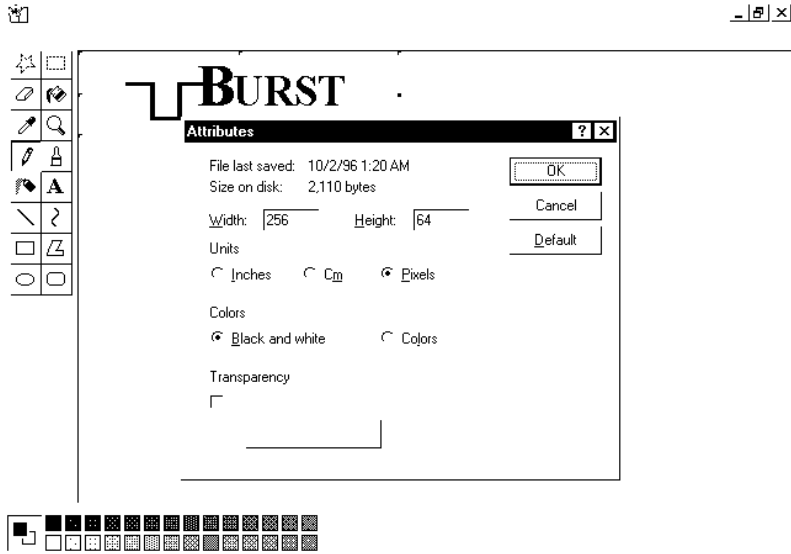 BURST
Attributes
File last saved: 10/2/96 1:20 AM
Size on disk: 2,110 bytes
Width: 256 Height: 64
Units
Inches Cm Pixels
Colors
Black and white Colors
Transparency
OK
Cancel
Default
A